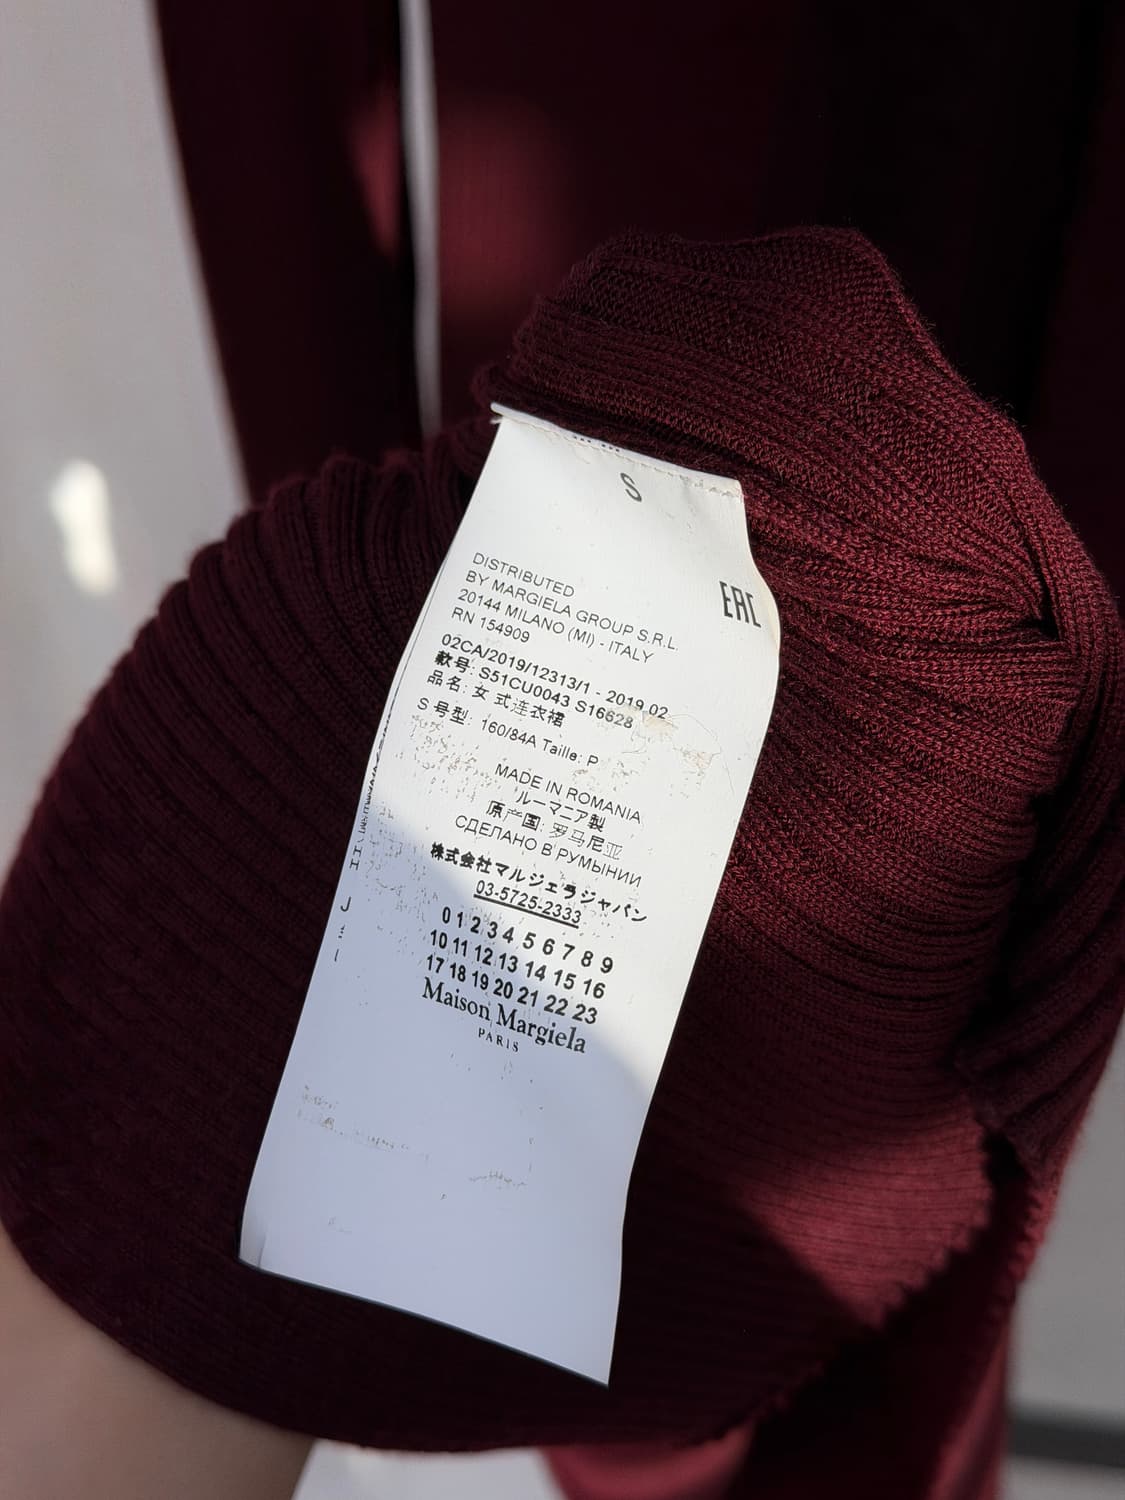 S
EAC
DISTRIBUTED
BY MARGIELA GROUP S.R.L.
20144 MILANO (MI) - ITALY
RN 154909
02CA/2019/12313/1 - 2019 02
款号: S51CU0043 S16628
品名: 女 式连衣裙
S 号型: 160/84A Taille: P
MADE IN ROMANIA
ルーマニア製
原产国: 罗马尼亚
СДЕЛАНО В РУМЫНИИ
株式会社マルジェラジャパン
03-5725-2333
0 1 2 3 4 5 6 7 8 9
10 11 12 13 14 15 16
17 18 19 20 21 22 23
Maison Margiela
PARIS